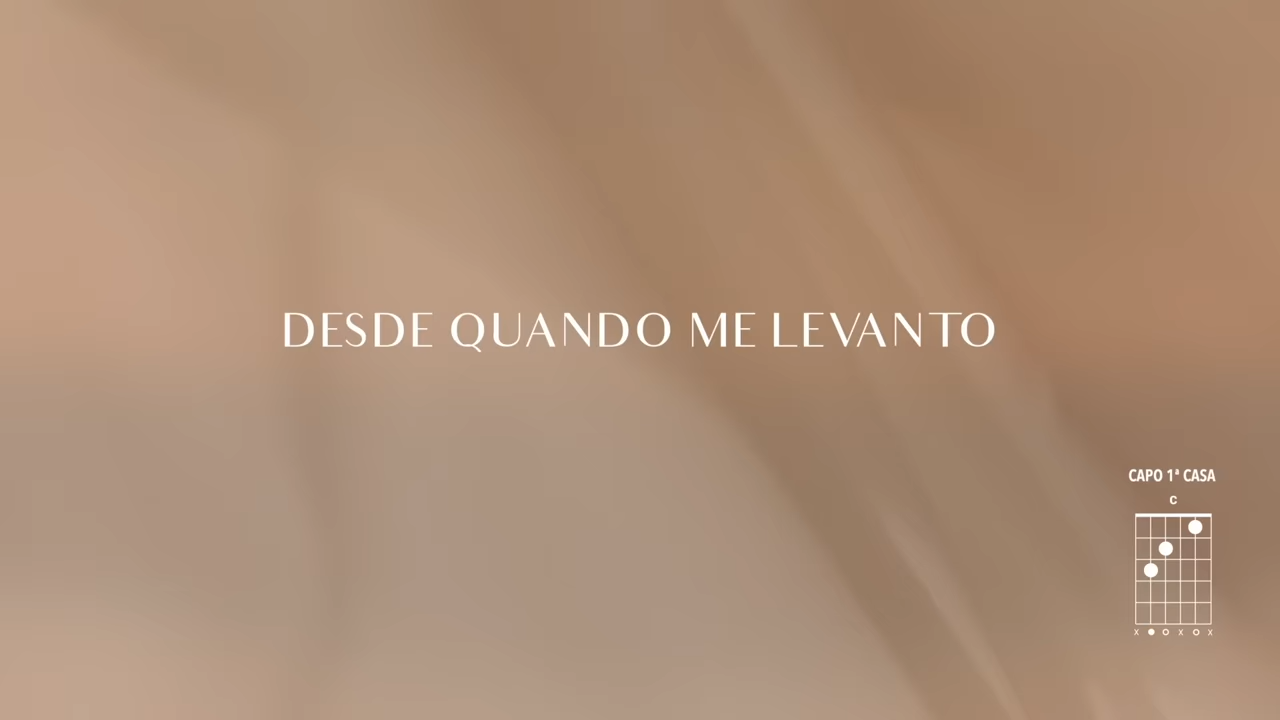 DESDE QUANDO ME LEVANTO
CAPO 1ª CASA
C
X O X O X